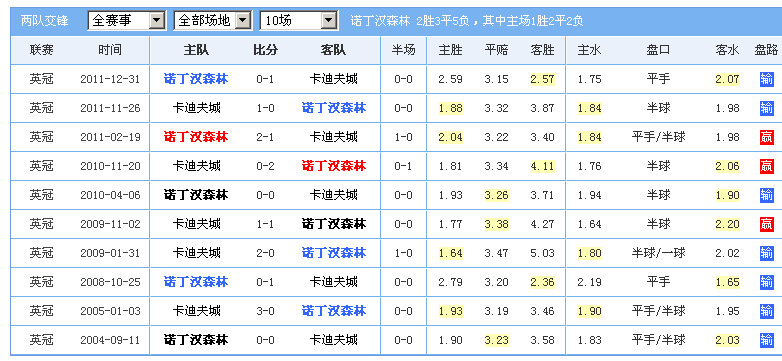 两队交锋 全赛事 全部场地 10场 诺丁汉森林 2胜3平5负，其中主场1胜2平2负
联赛 时间 主队 比分 客队 半场 主胜 平赔 客胜 主水 盘口 客水 盘路
英冠 2011-12-31 诺丁汉森林 0-1 卡迪夫城 0-0 2.59 3.15 2.57 1.75 平手 2.07 输
英冠 2011-11-26 卡迪夫城 1-0 诺丁汉森林 0-0 1.88 3.32 3.87 1.84 半球 1.98 输
英冠 2011-02-19 诺丁汉森林 2-1 卡迪夫城 1-0 2.04 3.22 3.40 1.84 平手/半球 1.98 赢
英冠 2010-11-20 卡迪夫城 0-2 诺丁汉森林 0-1 1.81 3.34 4.11 1.76 半球 2.06 赢
英冠 2010-04-06 诺丁汉森林 0-0 卡迪夫城 0-0 1.93 3.26 3.71 1.94 半球 1.90 输
英冠 2009-11-02 卡迪夫城 1-1 诺丁汉森林 0-0 1.77 3.38 4.27 1.64 半球 2.20 赢
英冠 2009-01-31 卡迪夫城 2-0 诺丁汉森林 1-0 1.64 3.47 5.03 1.80 半球/一球 2.02 输
英冠 2008-10-25 诺丁汉森林 0-1 卡迪夫城 0-0 2.79 3.20 2.36 2.19 平手 1.65 输
英冠 2005-01-03 卡迪夫城 3-0 诺丁汉森林 0-0 1.93 3.19 3.46 1.90 平手/半球 1.95 输
英冠 2004-09-11 诺丁汉森林 0-0 卡迪夫城 0-0 1.90 3.23 3.58 1.83 平手/半球 2.03 输